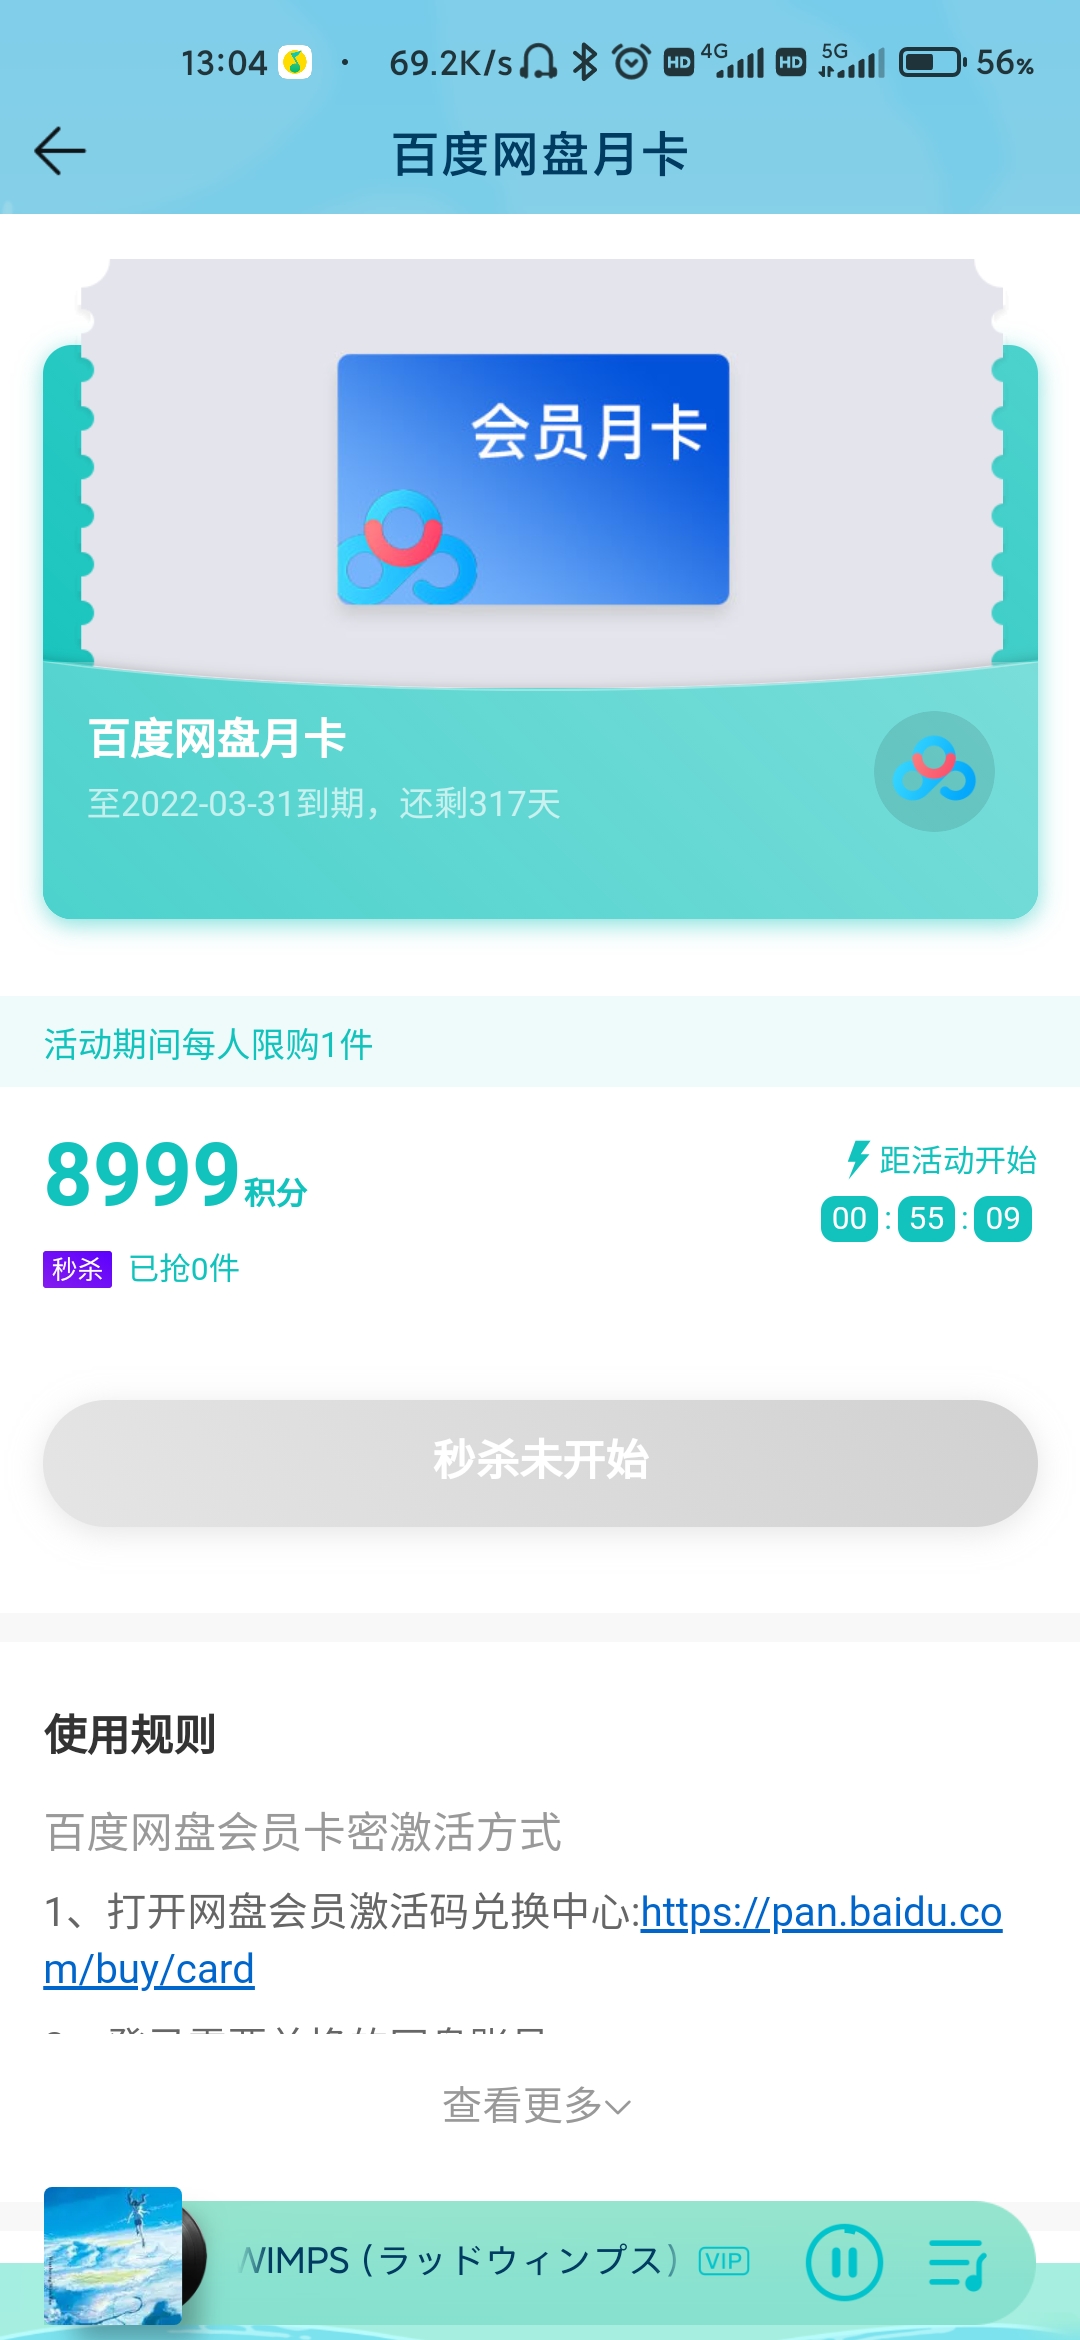 13:04 · 69.2K/s HD 4G HD 5G 56%
百度网盘月卡
会员月卡
百度网盘月卡
至2022-03-31到期，还剩317天
活动期间每人限购1件
8999积分
距活动开始
00:55:09
秒杀 已抢0件
秒杀未开始
使用规则
百度网盘会员卡密激活方式
1、打开网盘会员激活码兑换中心:https://pan.baidu.co
m/buy/card
查看更多
WIMPS (ラッドウィンプス) VIP